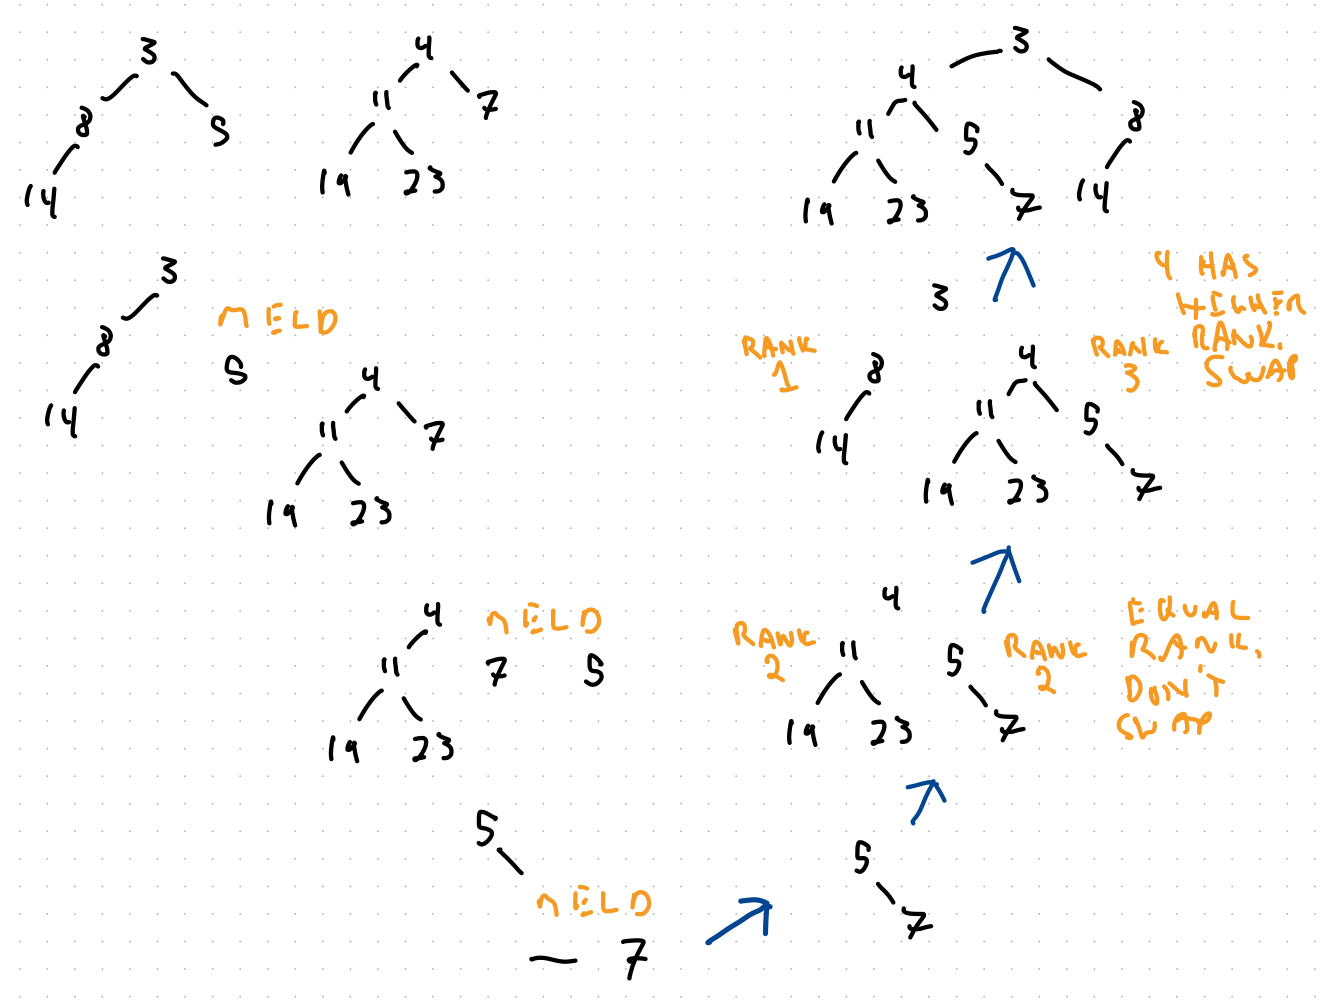 3
8 5
14
4
11 7
19 23
3
8
14
MELD
5
4
11 7
19 23
4
11
19 23
MELD
7 5
5
MELD
— 7
5
7
4
RANK
2
11
19 23
5
7
RANK
2
EQUAL
RANK.
DON'T
SWAP
3
RANK
1
8
14
4
11 5
19 23 7
RANK
3
4 HAS
HIGHER
RANK.
SWAP
3
4 8
11 5 14
19 23 7